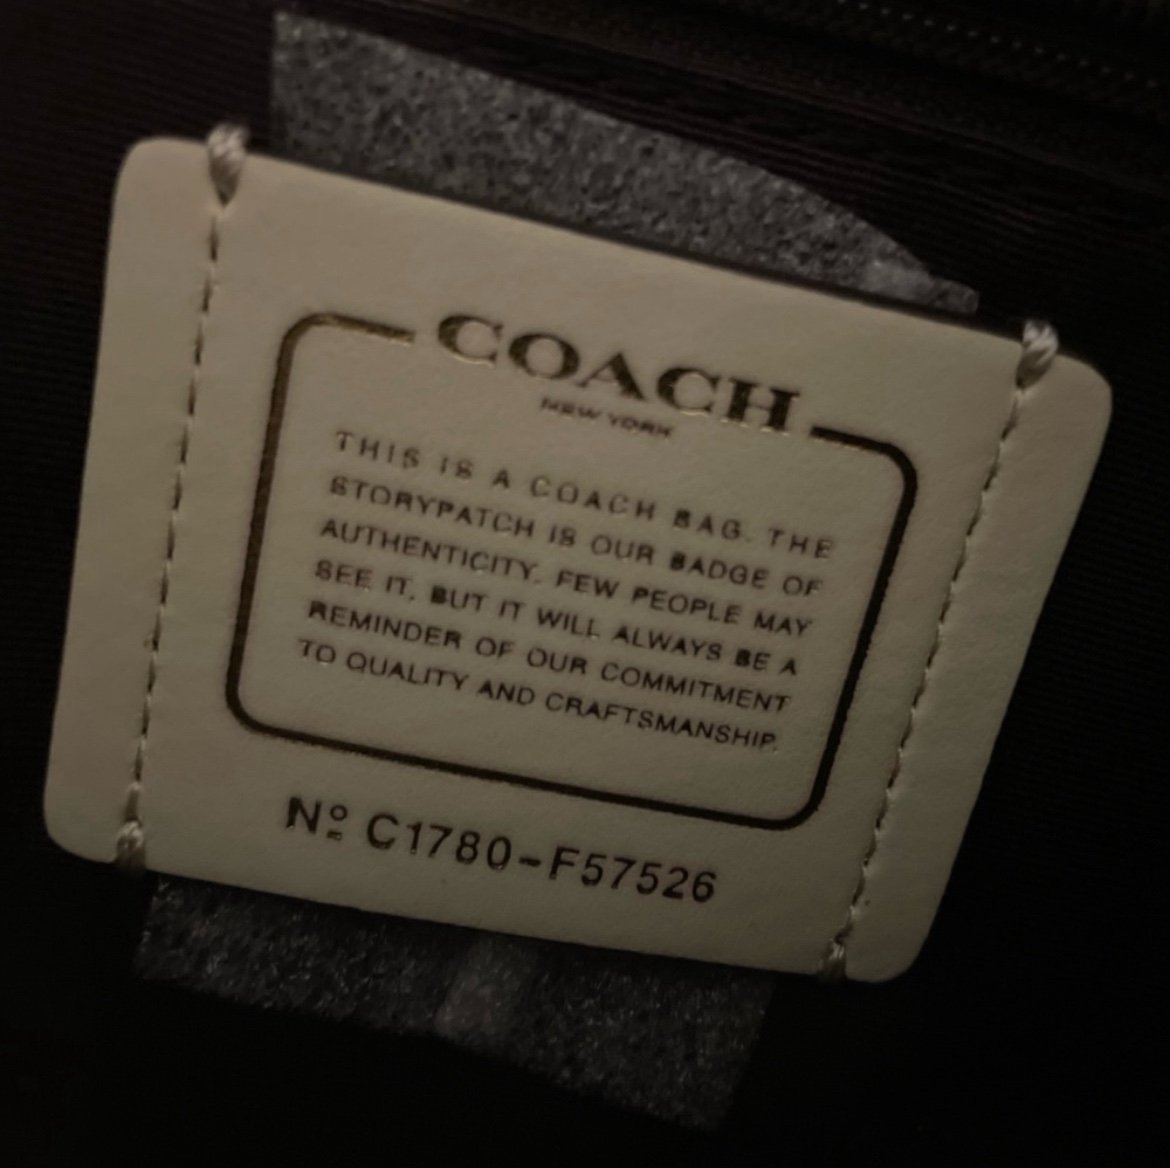 COACH
NEW YORK
THIS IS A COACH BAG. THE
STORYPATCH IS OUR BADGE OF
AUTHENTICITY. FEW PEOPLE MAY
SEE IT, BUT IT WILL ALWAYS BE A
REMINDER OF OUR COMMITMENT
TO QUALITY AND CRAFTSMANSHIP.
Nº C1780-F57526